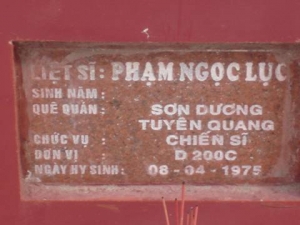 LIỆT SĨ: PHẠM NGỌC LỤC
SINH NĂM :
QUÊ QUÁN : SƠN DƯƠNG
TUYÊN QUANG
CHỨC VỤ : CHIẾN SĨ
ĐƠN VỊ : D 200C
NGÀY HY SINH: 08 - 04 - 1975